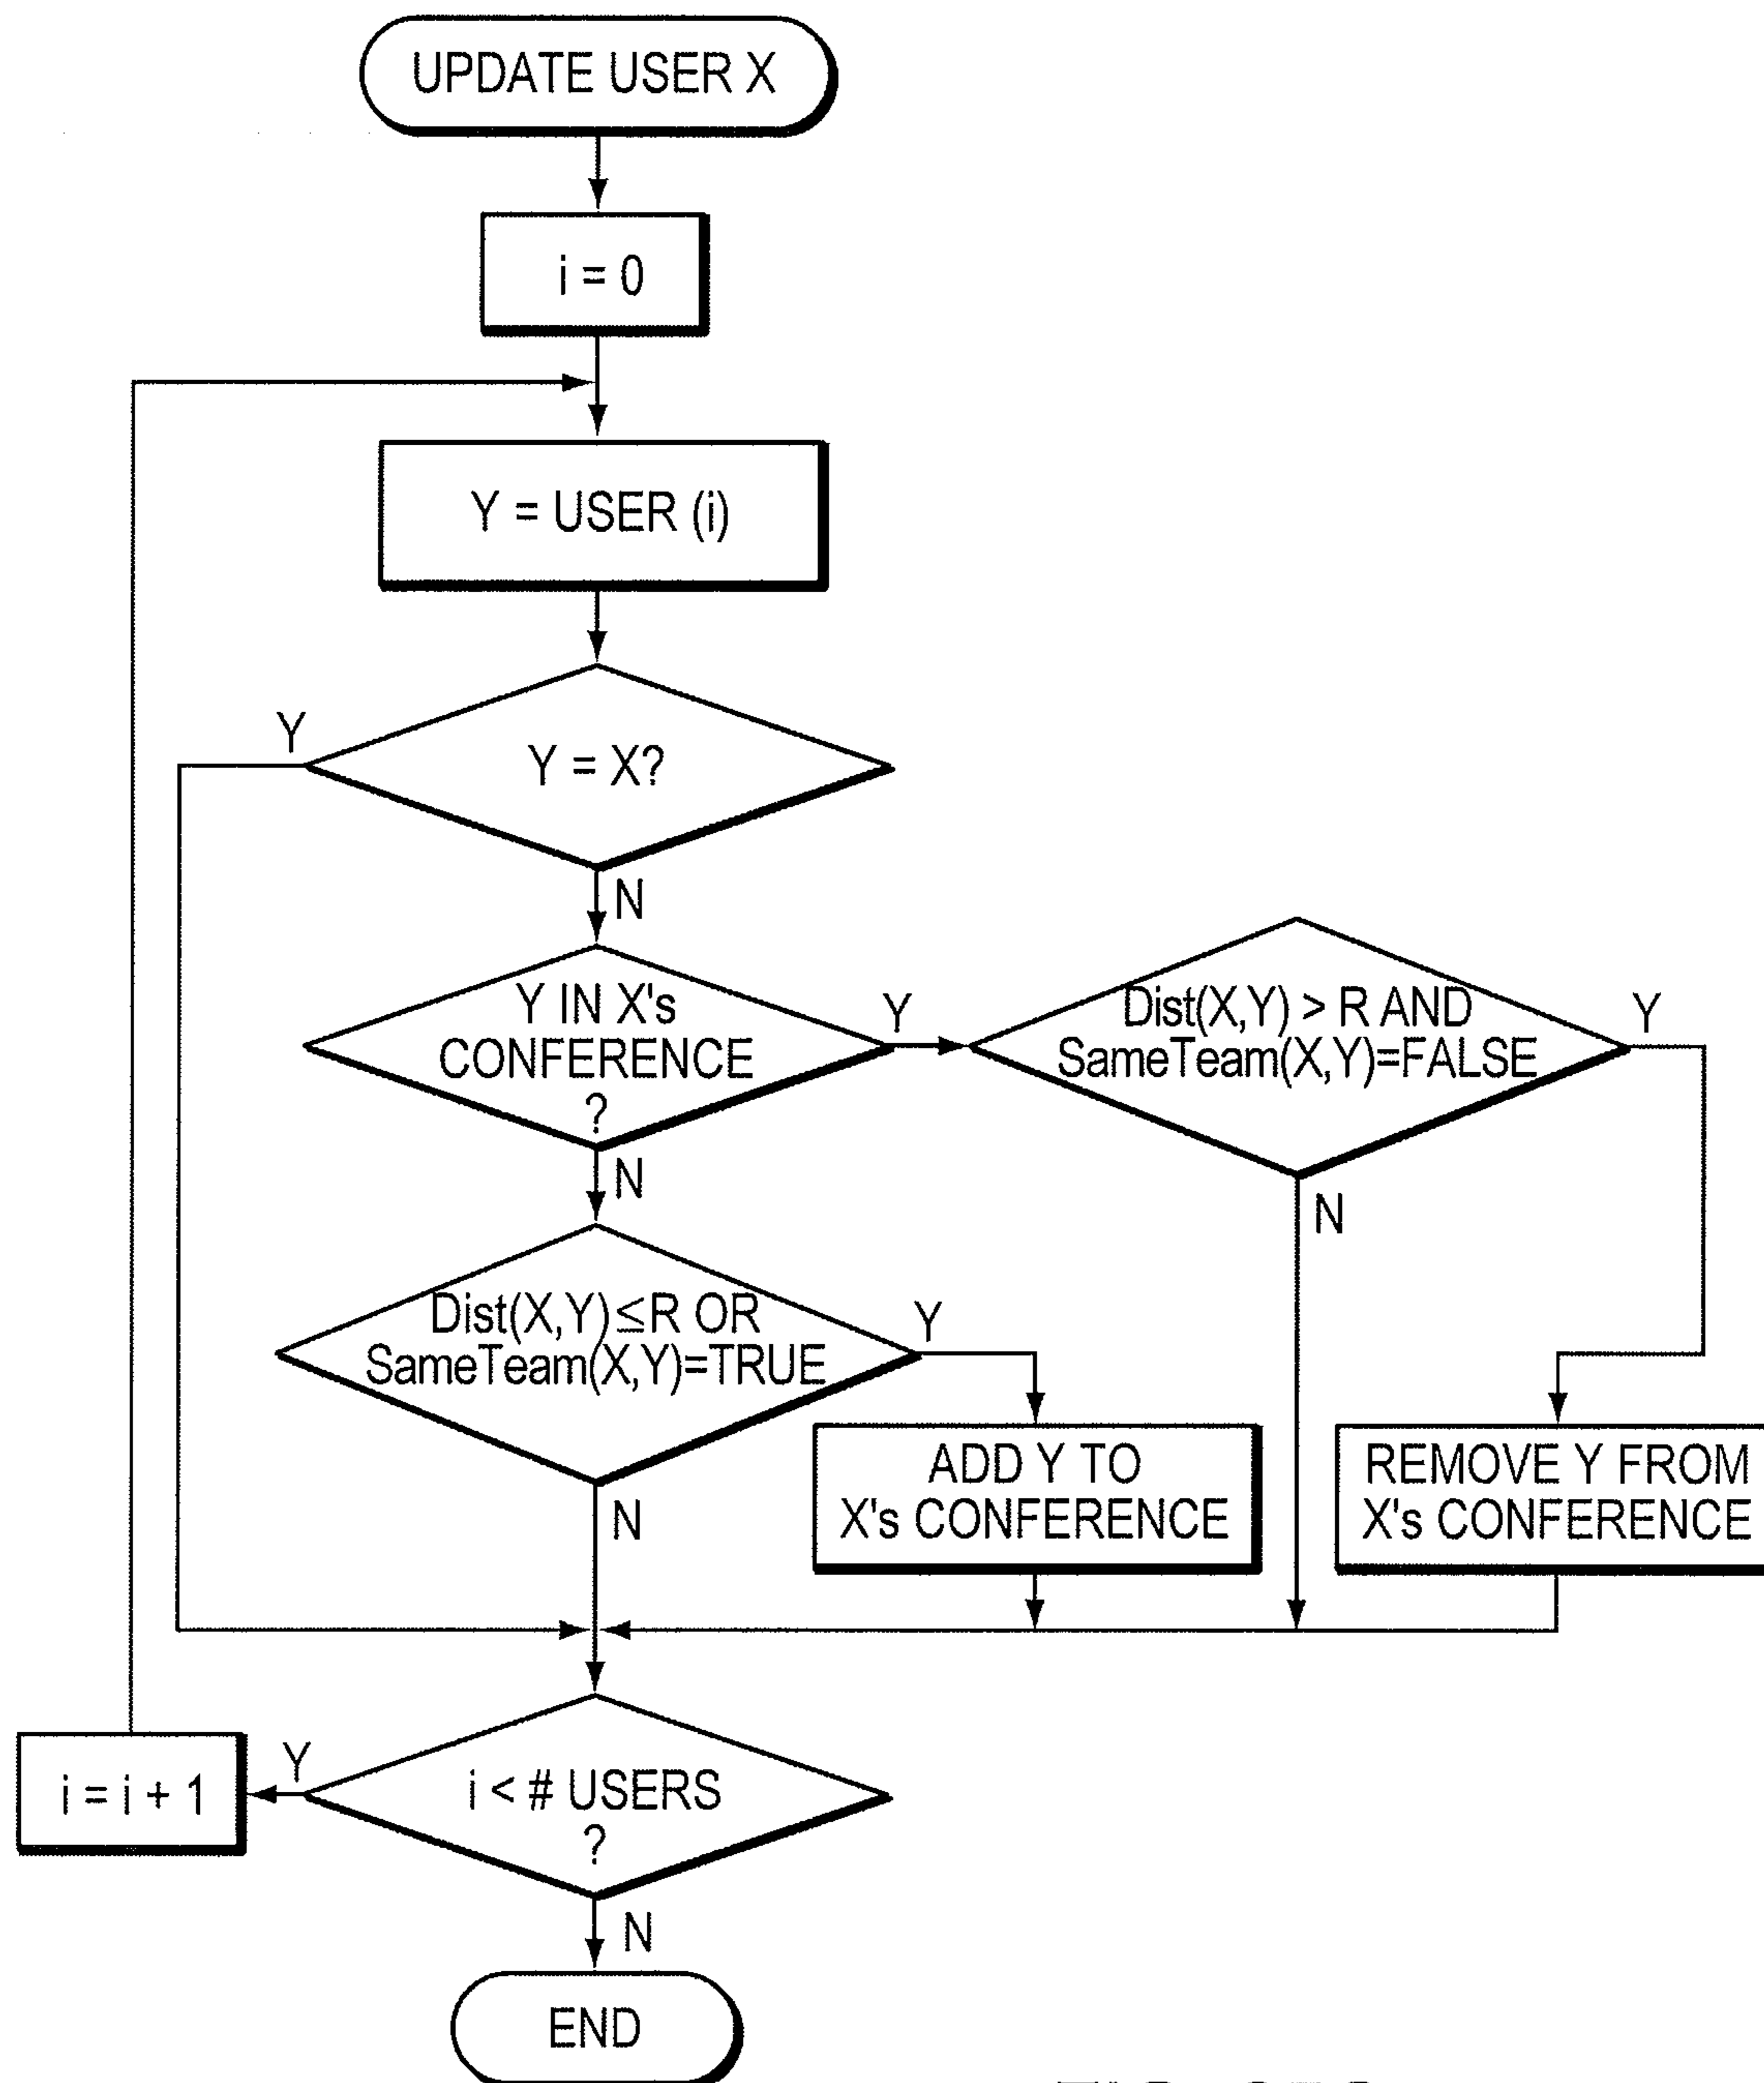 UPDATE USER X
i = 0
Y = USER (i)
Y
Y = X?
N
Y IN X's
CONFERENCE
?
Y
Dist(X,Y) > R AND
SameTeam(X,Y)=FALSE
Y
N
N
Dist(X,Y)≤R OR
SameTeam(X,Y)=TRUE
Y
ADD Y TO
X's CONFERENCE
REMOVE Y FROM
X's CONFERENCE
N
i = i + 1
Y
i < # USERS
?
N
END